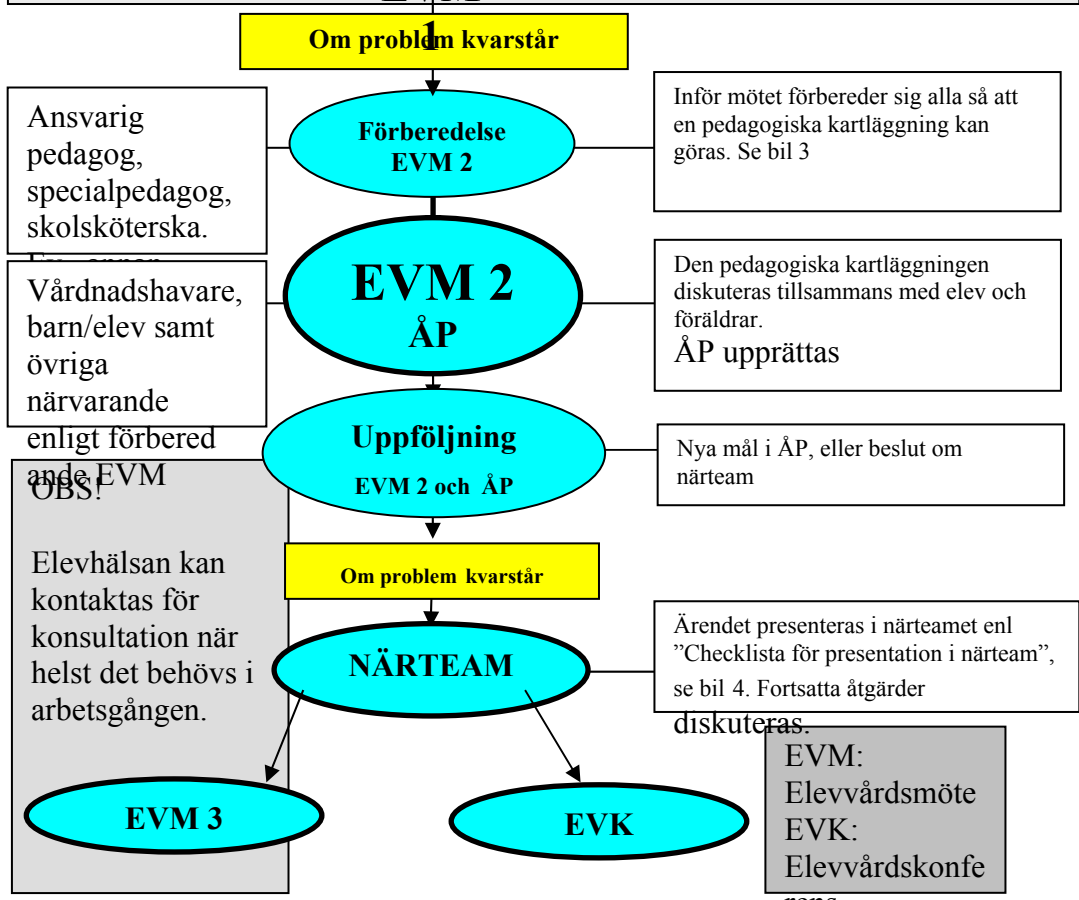 EVM
1
Om problem kvarstår
Ansvarig
pedagog,
specialpedagog,
skolsköterska.
Förberedelse
EVM 2
Inför mötet förbereder sig alla så att
en pedagogiska kartläggning kan
göras. Se bil 3
Vårdnadshavare,
barn/elev samt
övriga
närvarande
enligt förbered
ande EVM
EVM 2
ÅP
Den pedagogiska kartläggningen
diskuteras tillsammans med elev och
föräldrar.
ÅP upprättas
Uppföljning
EVM 2 och ÅP
Nya mål i ÅP, eller beslut om
närteam
OBS!
Elevhälsan kan
kontaktas för
konsultation när
helst det behövs i
arbetsgången.
Om problem kvarstår
NÄRTEAM
Ärendet presenteras i närteamet enl
”Checklista för presentation i närteam”,
se bil 4. Fortsatta åtgärder
diskuteras.
EVM 3
EVK
EVM:
Elevvårdsmöte
EVK:
Elevvårdskonfe
rens